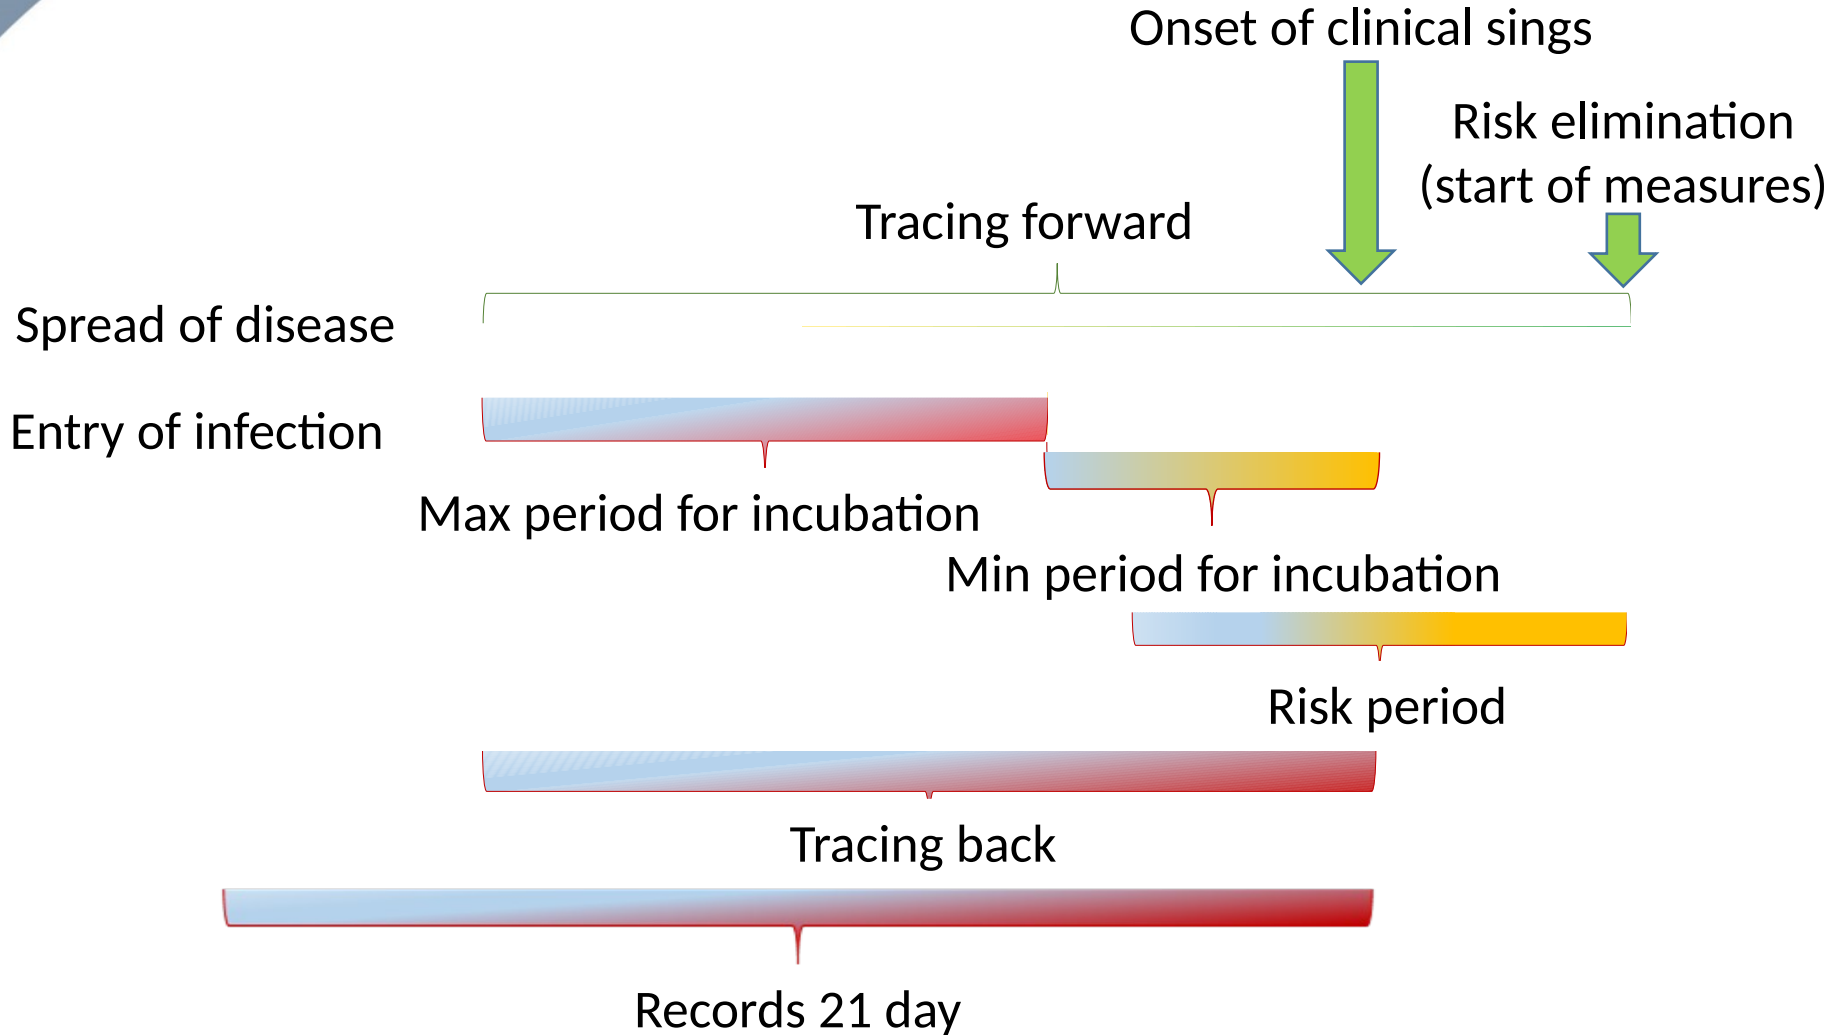 Onset of clinical sings
Risk elimination
(start of measures)
Tracing forward
Spread of disease
Entry of infection
Max period for incubation
Min period for incubation
Risk period
Tracing back
Records 21 day